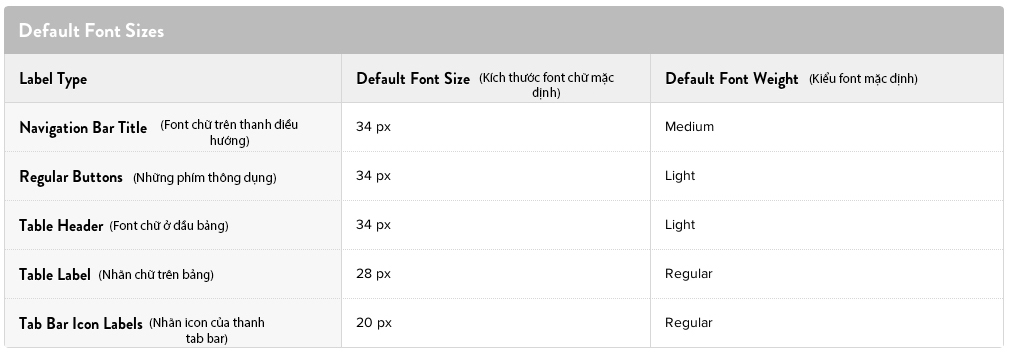 Default Font Sizes
Label Type
Default Font Size (Kích thước font chữ mặc
định)
Default Font Weight (Kiểu font mặc định)
Navigation Bar Title (Font chữ trên thanh điều
hướng)
34 px
Medium
Regular Buttons (Những phím thông dụng)
34 px
Light
Table Header (Font chữ ở đầu bảng)
34 px
Light
Table Label (Nhãn chữ trên bảng)
28 px
Regular
Tab Bar Icon Labels (Nhãn icon của thanh
tab bar)
20 px
Regular